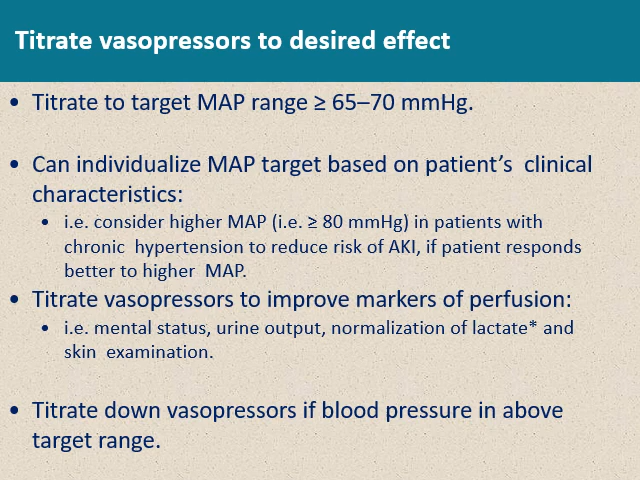 Titrate vasopressors to desired effect
• Titrate to target MAP range ≥ 65–70 mmHg.
• Can individualize MAP target based on patient’s clinical
characteristics:
• i.e. consider higher MAP (i.e. ≥ 80 mmHg) in patients with
chronic hypertension to reduce risk of AKI, if patient responds
better to higher MAP.
• Titrate vasopressors to improve markers of perfusion:
• i.e. mental status, urine output, normalization of lactate* and
skin examination.
• Titrate down vasopressors if blood pressure in above
target range.